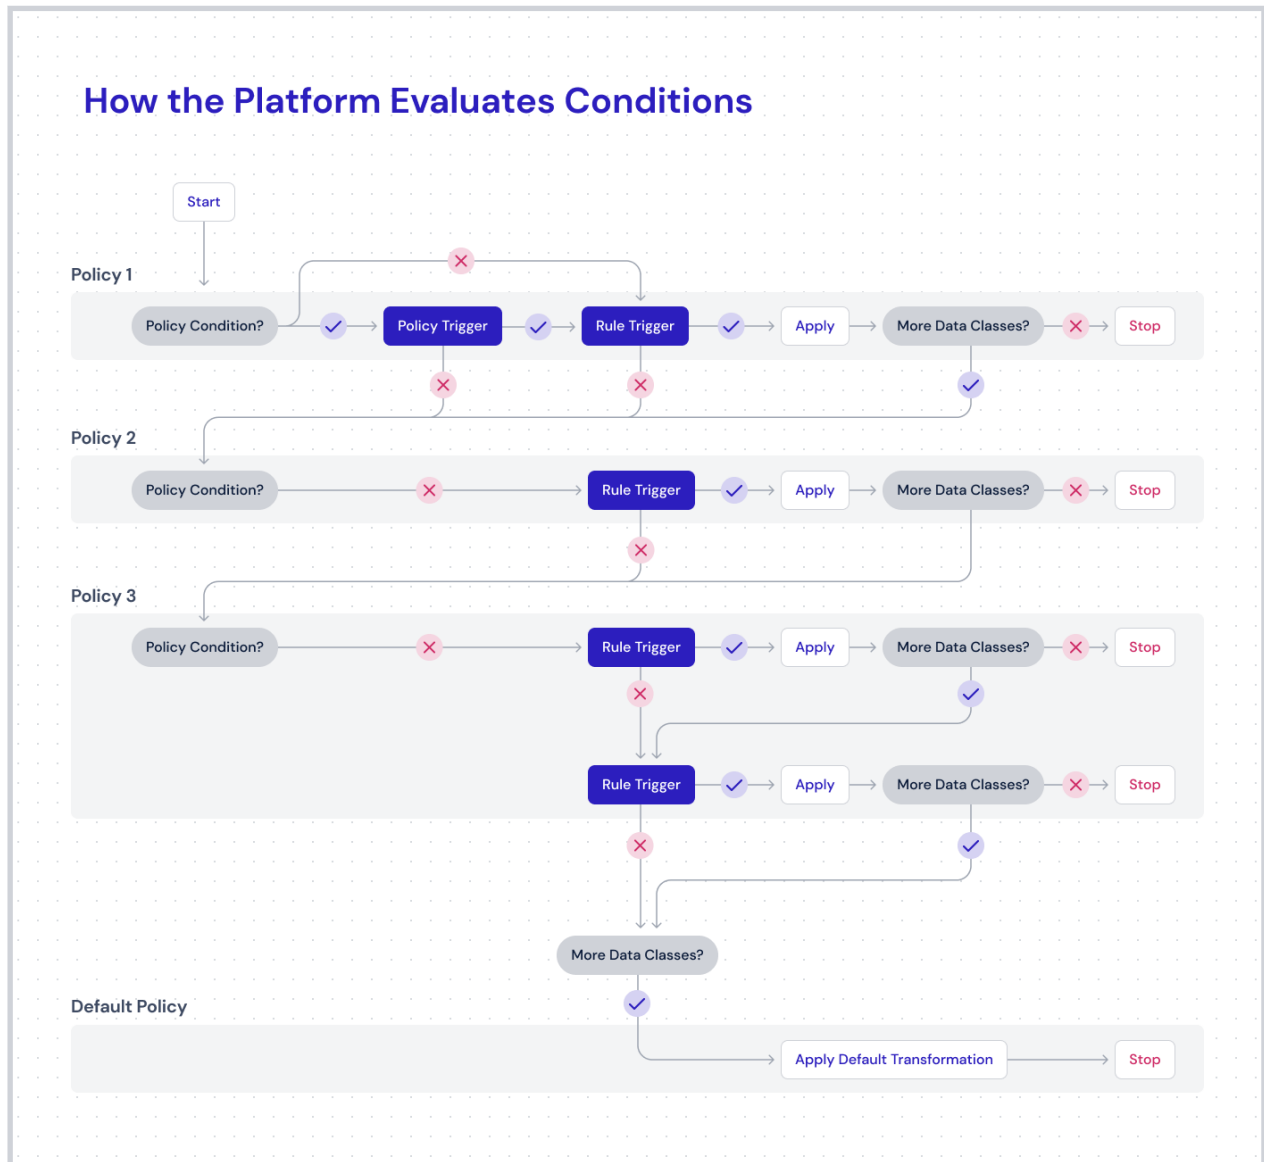 How the Platform Evaluates Conditions
Start
Policy 1
Policy Condition?
Policy Trigger
Rule Trigger
Apply
More Data Classes?
Stop
Policy 2
Policy Condition?
Rule Trigger
Apply
More Data Classes?
Stop
Policy 3
Policy Condition?
Rule Trigger
Apply
More Data Classes?
Stop
Rule Trigger
Apply
More Data Classes?
Stop
More Data Classes?
Default Policy
Apply Default Transformation
Stop